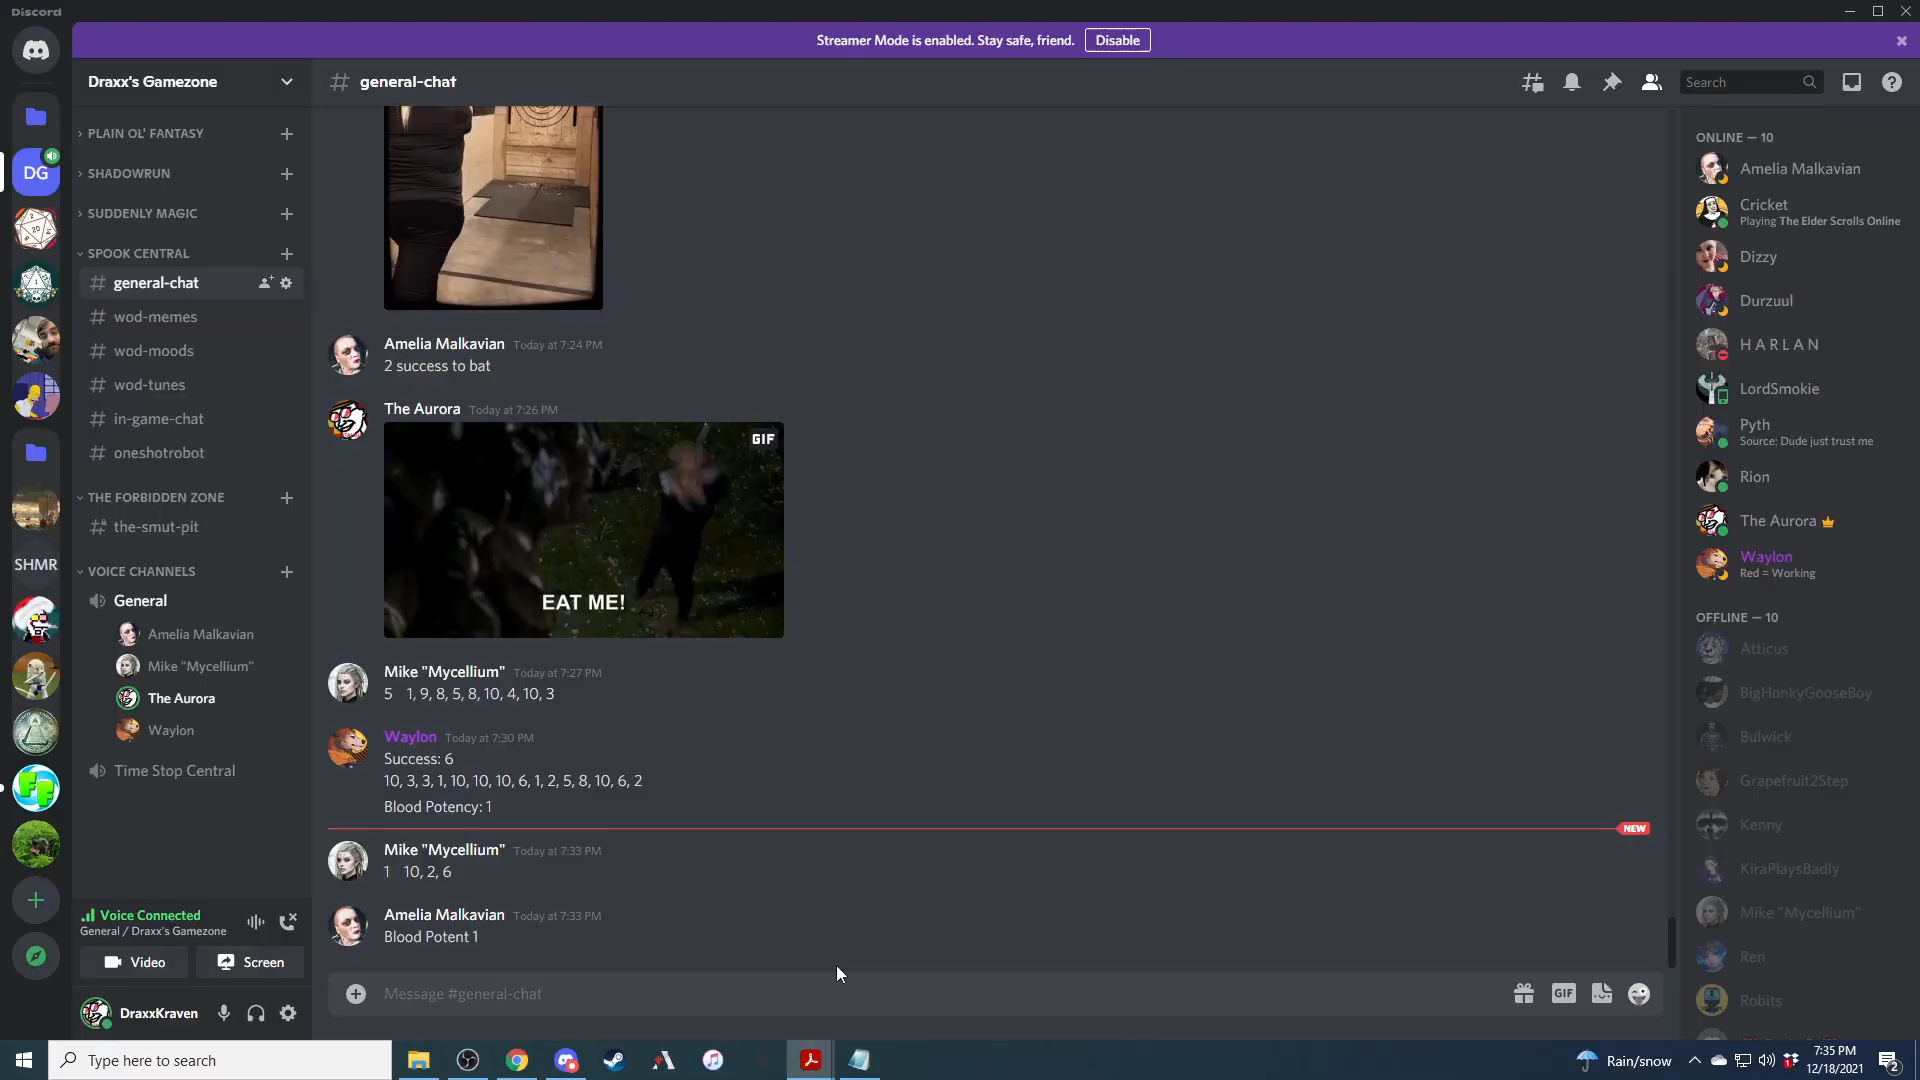 Discord
Streamer Mode is enabled. Stay safe, friend.
Disable
Draxx's Gamezone
general-chat
Search
PLAIN OL' FANTASY
SHADOWRUN
SUDDENLY MAGIC
SPOOK CENTRAL
general-chat
wod-memes
wod-moods
wod-tunes
in-game-chat
oneshotrobot
THE FORBIDDEN ZONE
the-smut-pit
VOICE CHANNELS
General
Amelia Malkavian
Mike "Mycellium"
The Aurora
Waylon
Time Stop Central
DG
SHMR
FF
Voice Connected
General / Draxx's Gamezone
Video
Screen
DraxxKraven
Amelia Malkavian Today at 7:24 PM
2 success to bat
The Aurora Today at 7:26 PM
GIF
EAT ME!
Mike "Mycellium" Today at 7:27 PM
5 1, 9, 8, 5, 8, 10, 4, 10, 3
Waylon Today at 7:30 PM
Success: 6
10, 3, 3, 1, 10, 10, 10, 6, 1, 2, 5, 8, 10, 6, 2
Blood Potency: 1
NEW
Mike "Mycellium" Today at 7:33 PM
1 10, 2, 6
Amelia Malkavian Today at 7:33 PM
Blood Potent 1
Message #general-chat
GIF
ONLINE — 10
Amelia Malkavian
Cricket
Playing The Elder Scrolls Online
Dizzy
Durzuul
H A R L A N
LordSmokie
Pyth
Source: Dude just trust me
Rion
The Aurora
Waylon
Red = Working
OFFLINE — 10
Atticus
BigHonkyGooseBoy
Bulwick
Grapefruit2Step
Kenny
KiraPlaysBadly
Mike "Mycellium"
Ren
Robits
Type here to search
Rain/snow
7:35 PM
12/18/2021
2